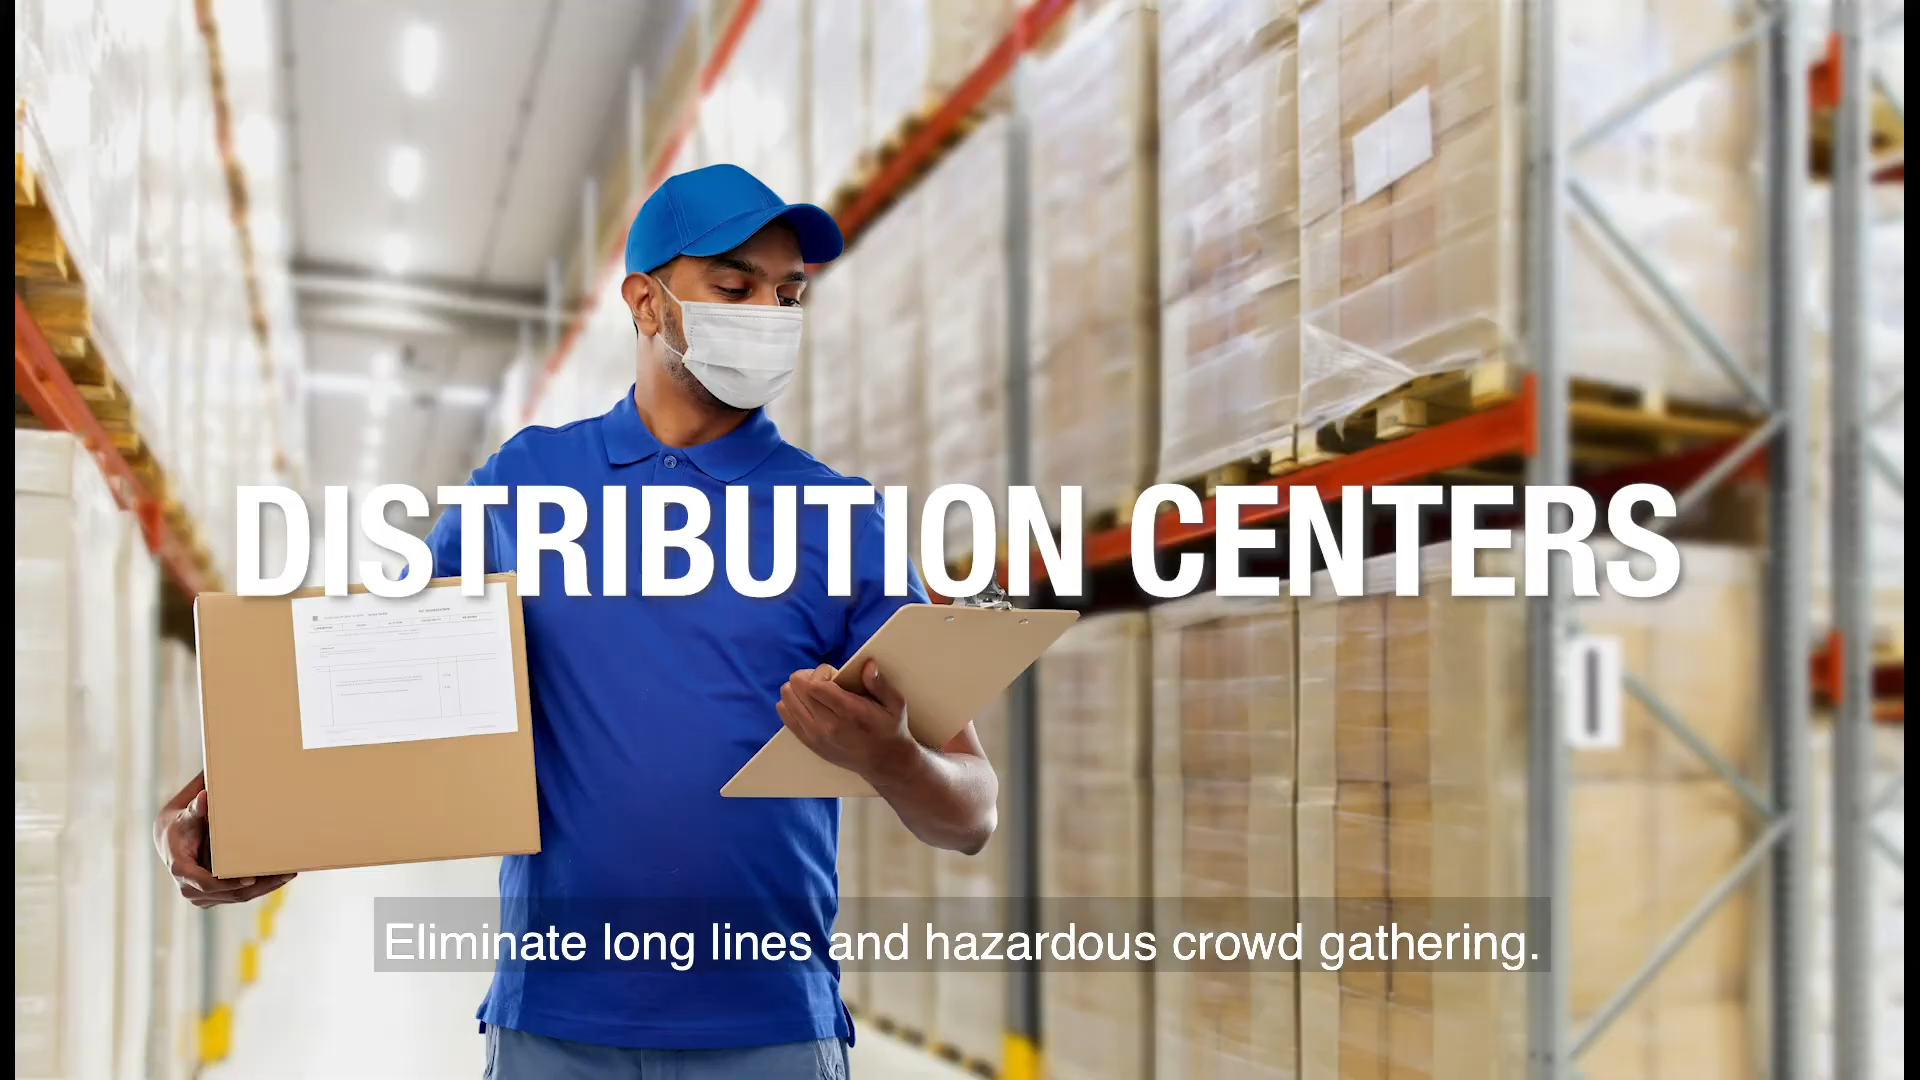 DISTRIBUTION CENTERS
Eliminate long lines and hazardous crowd gathering.